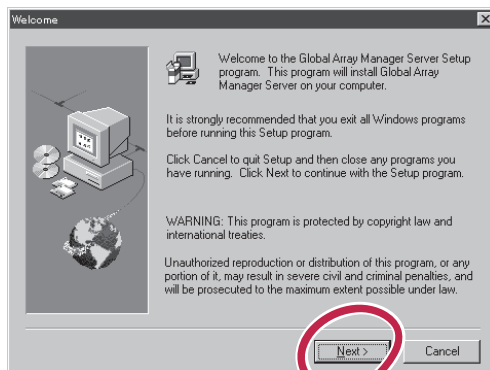 Welcome
Welcome to the Global Array Manager Server Setup
program. This program will install Global Array
Manager Server on your computer.
It is strongly recommended that you exit all Windows programs
before running this Setup program.
Click Cancel to quit Setup and then close any programs you
have running. Click Next to continue with the Setup program.
WARNING: This program is protected by copyright law and
international treaties.
Unauthorized reproduction or distribution of this program, or any
portion of it, may result in severe civil and criminal penalties, and
will be prosecuted to the maximum extent possible under law.
Next >
Cancel